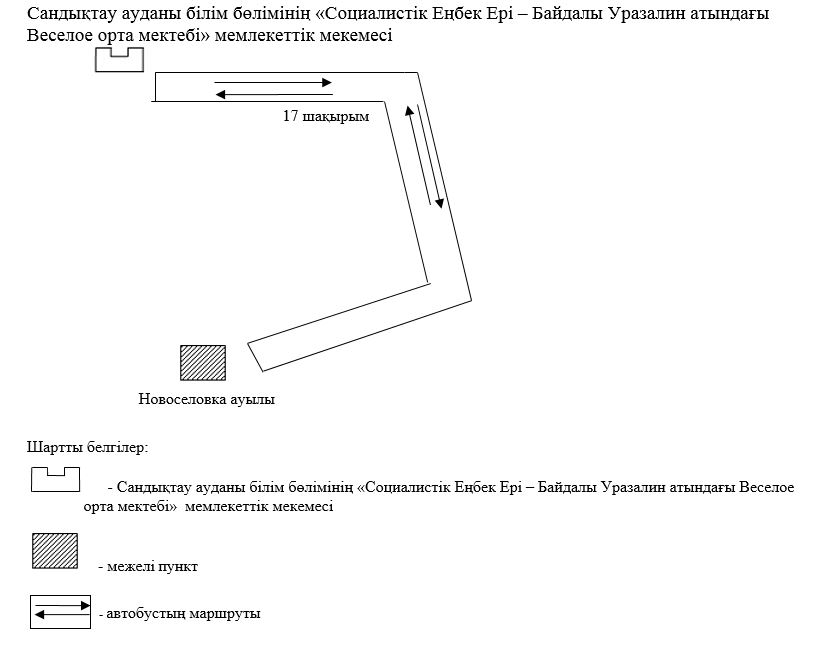 Сандықтау ауданы білім бөлімінің «Социалистік Еңбек Ері – Байдалы Уразалин атындағы
Веселое орта мектебі» мемлекеттік мекемесі
17 шақырым
Новоселовка ауылы
Шартты белгілер:
- Сандықтау ауданы білім бөлімінің «Социалистік Еңбек Ері – Байдалы Уразалин атындағы Веселое
орта мектебі» мемлекеттік мекемесі
- межелі пункт
- автобустың маршруты